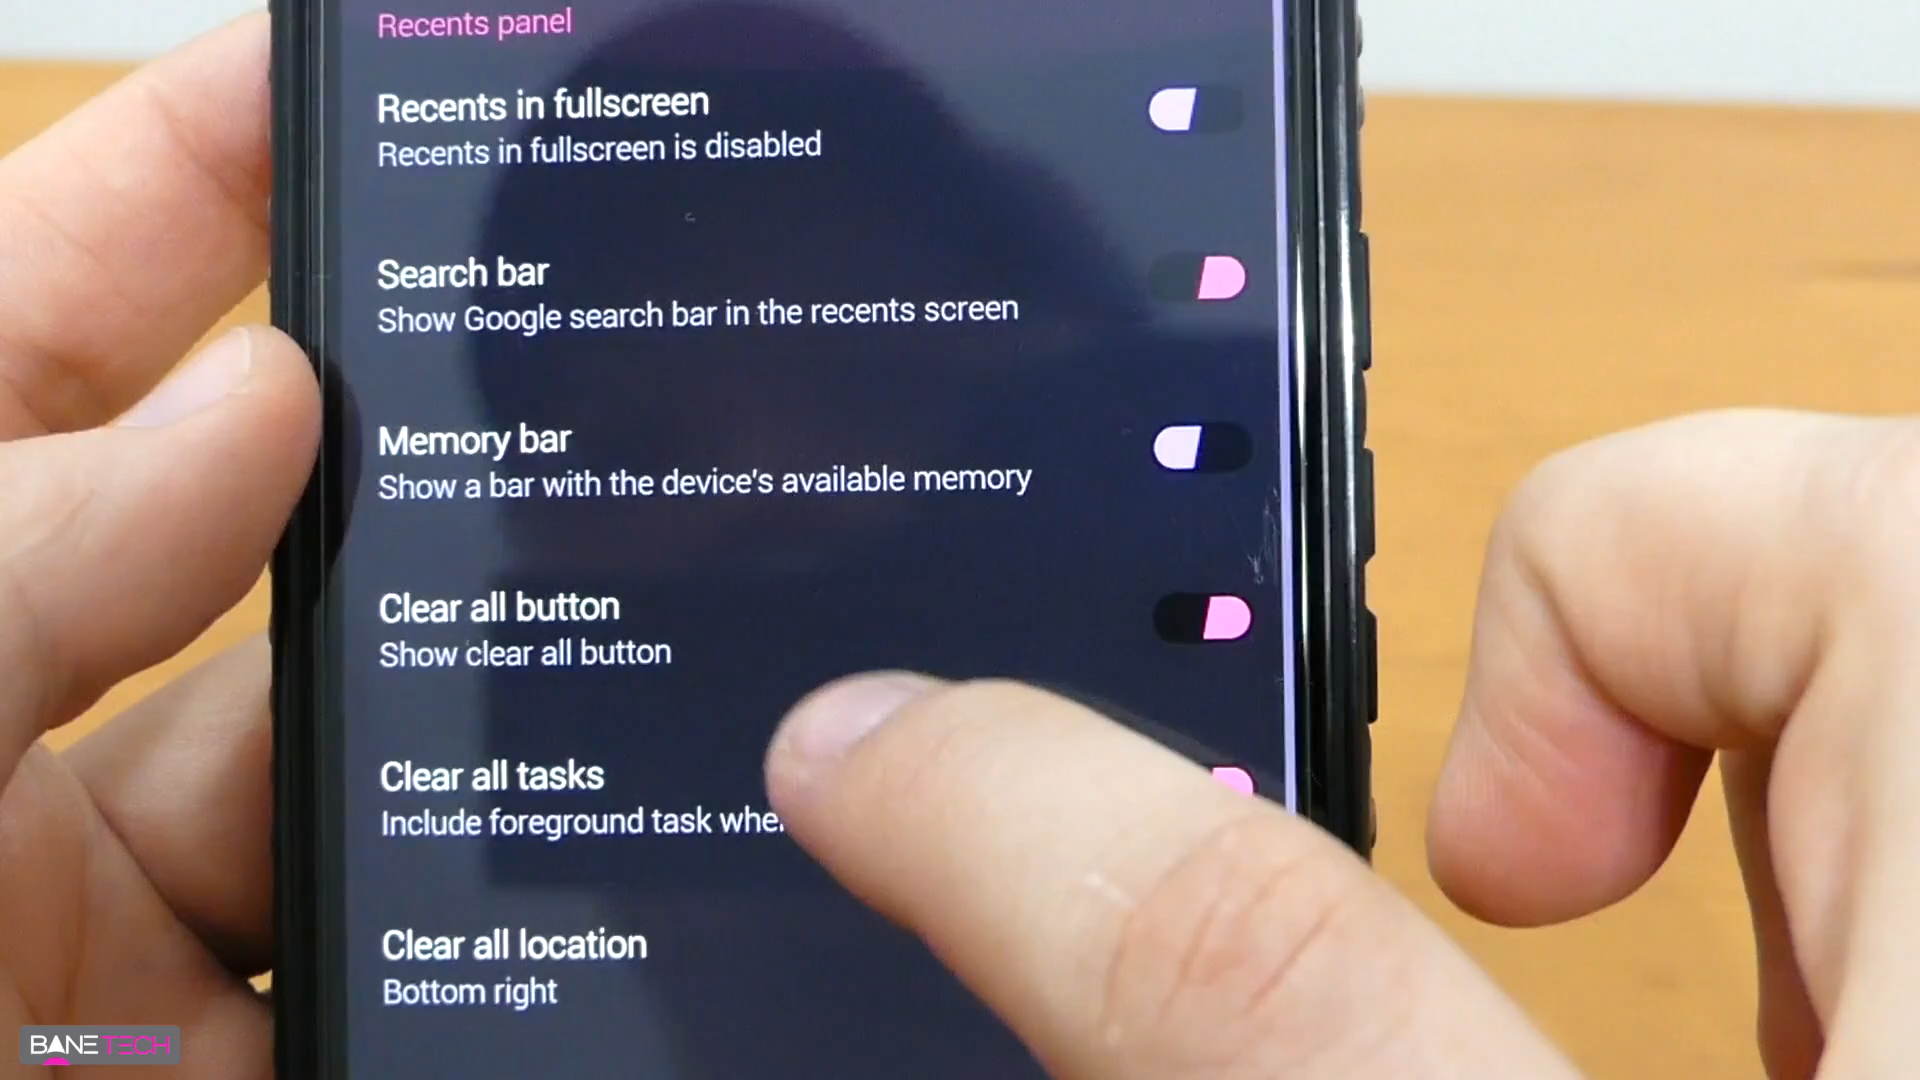 Recents panel
Recents in fullscreen
Recents in fullscreen is disabled
Search bar
Show Google search bar in the recents screen
Memory bar
Show a bar with the device's available memory
Clear all button
Show clear all button
Clear all tasks
Include foreground task
Clear all location
Bottom right
BANETECH